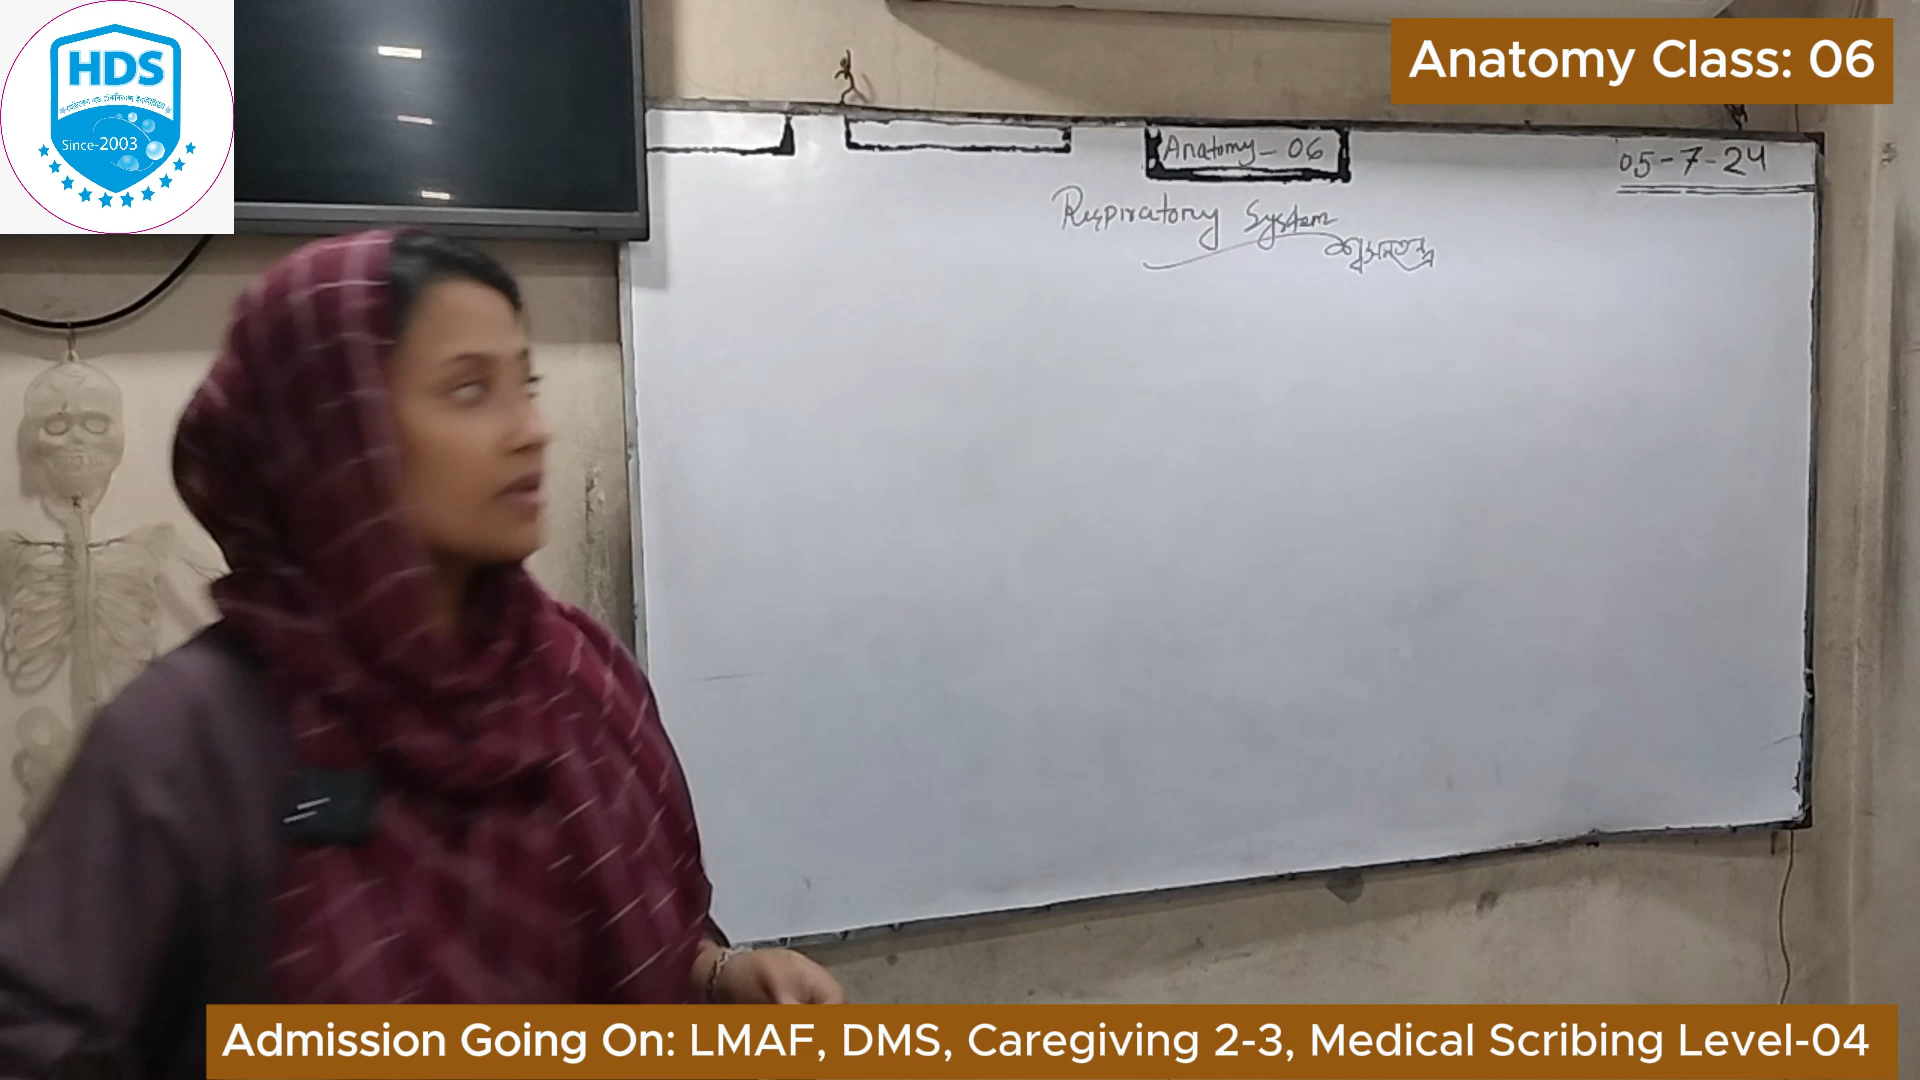 HDS
Since-2003
Anatomy Class: 06
Anatomy - 06
05-7-24
Respiratory System
শ্বসনতন্ত্র
Admission Going On: LMAF, DMS, Caregiving 2-3, Medical Scribing Level-04